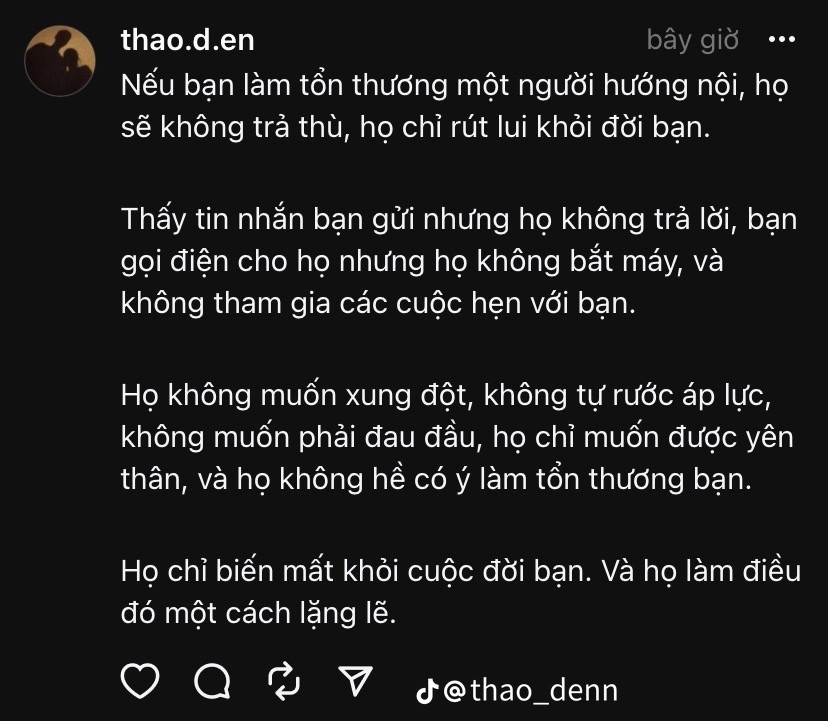 thao.d.en bây giờ
Nếu bạn làm tổn thương một người hướng nội, họ
sẽ không trả thù, họ chỉ rút lui khỏi đời bạn.
Thấy tin nhắn bạn gửi nhưng họ không trả lời, bạn
gọi điện cho họ nhưng họ không bắt máy, và
không tham gia các cuộc hẹn với bạn.
Họ không muốn xung đột, không tự rước áp lực,
không muốn phải đau đầu, họ chỉ muốn được yên
thân, và họ không hề có ý làm tổn thương bạn.
Họ chỉ biến mất khỏi cuộc đời bạn. Và họ làm điều
đó một cách lặng lẽ.
@thao_denn